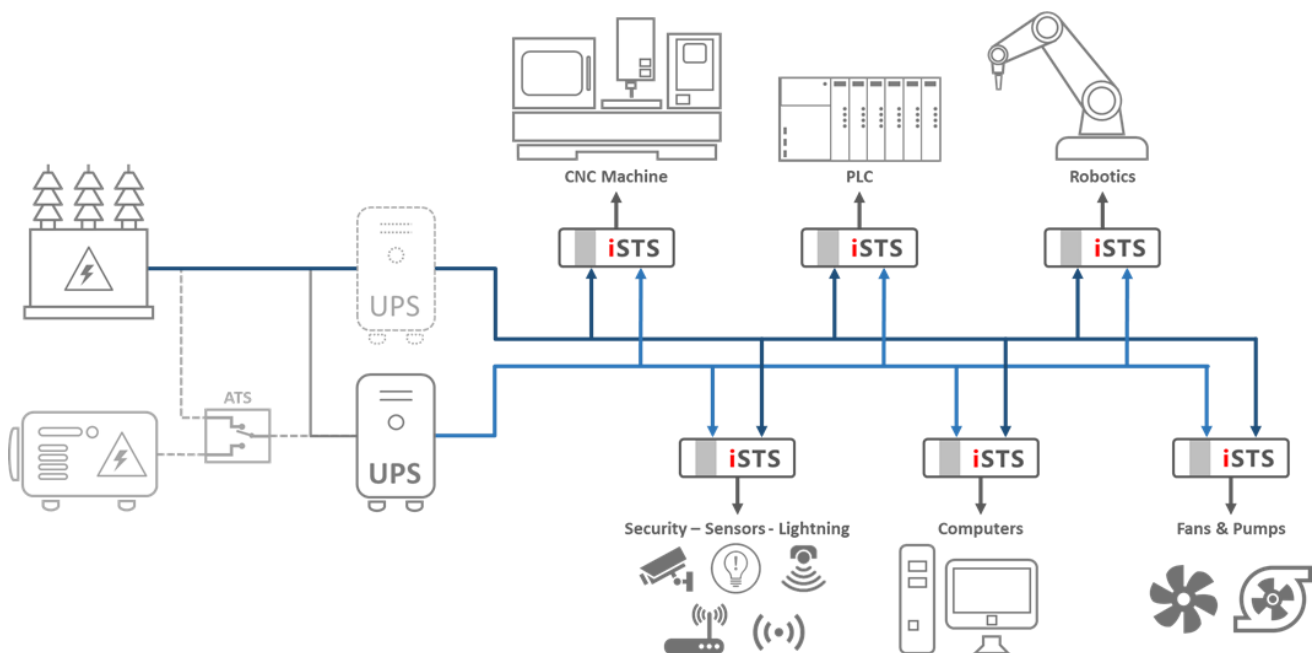 CNC Machine
PLC
Robotics
iSTS
iSTS
iSTS
UPS
ATS
UPS
iSTS
iSTS
iSTS
Security – Sensors - Lightning
Computers
Fans & Pumps